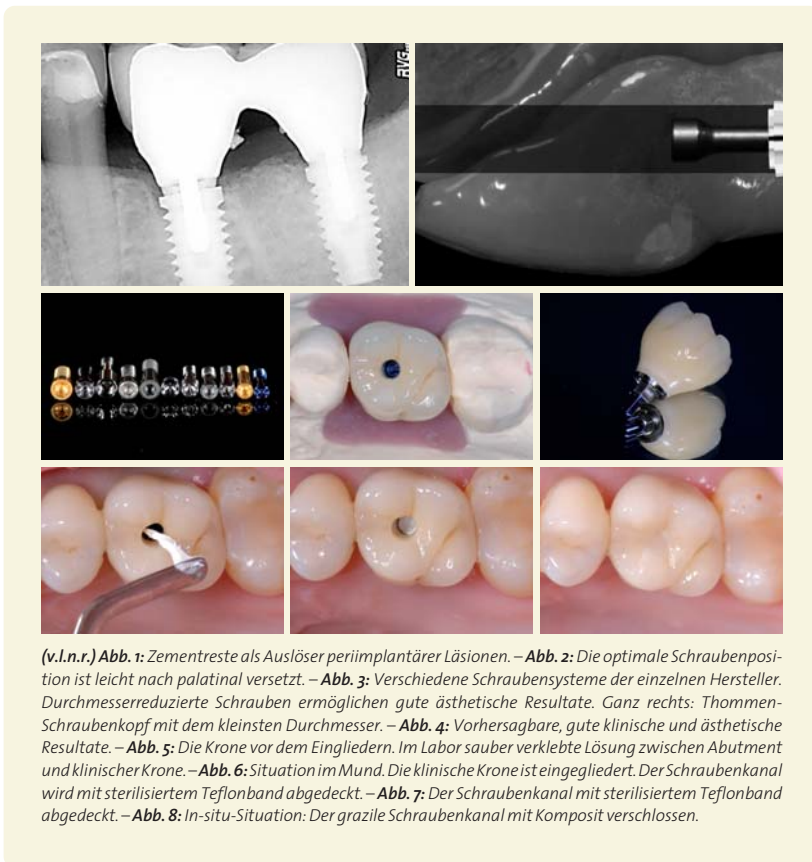 RVG
(v.l.n.r.) Abb. 1: Zementreste als Auslöser periimplantärer Läsionen. – Abb. 2: Die optimale Schraubenposi-
tion ist leicht nach palatinal versetzt. – Abb. 3: Verschiedene Schraubensysteme der einzelnen Hersteller.
Durchmesserreduzierte Schrauben ermöglichen gute ästhetische Resultate. Ganz rechts: Thommen-
Schraubenkopf mit dem kleinsten Durchmesser. – Abb. 4: Vorhersagbare, gute klinische und ästhetische
Resultate. – Abb. 5: Die Krone vor dem Eingliedern. Im Labor sauber verklebte Lösung zwischen Abutment
und klinischer Krone. – Abb. 6: Situation im Mund. Die klinische Krone ist eingegliedert. Der Schraubenkanal
wird mit sterilisiertem Teflonband abgedeckt. – Abb. 7: Der Schraubenkanal mit sterilisiertem Teflonband
abgedeckt. – Abb. 8: In-situ-Situation: Der grazile Schraubenkanal mit Komposit verschlossen.